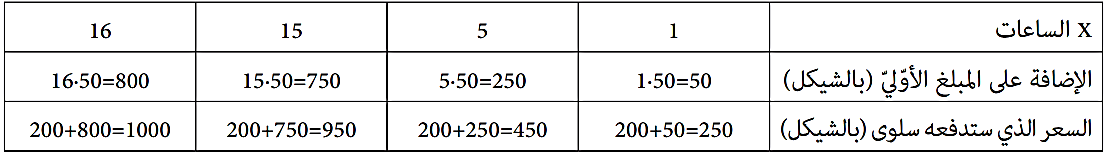 X الساعات 1 5 15 16
الإضافة على المبلغ الأوّليّ (بالشيكل) 1·50=50 5·50=250 15·50=750 16·50=800
السعر الذي ستدفعه سلوى (بالشيكل) 200+50=250 200+250=450 200+750=950 200+800=1000